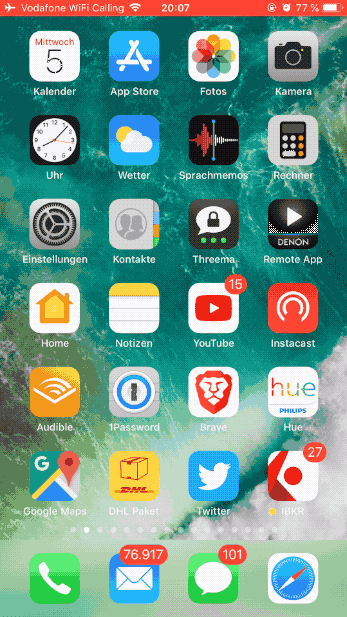 Vodafone WiFi Calling 20:07 77 %
Mittwoch
5
Kalender App Store Fotos Kamera
Uhr Wetter Sprachmemos Rechner
DENON
Einstellungen Kontakte Threema Remote App
15
Home Notizen YouTube Instacast
hue
PHILIPS
Audible 1Password Brave Hue
27
DHL
Google Maps DHL Paket Twitter IBKR
76.917 101